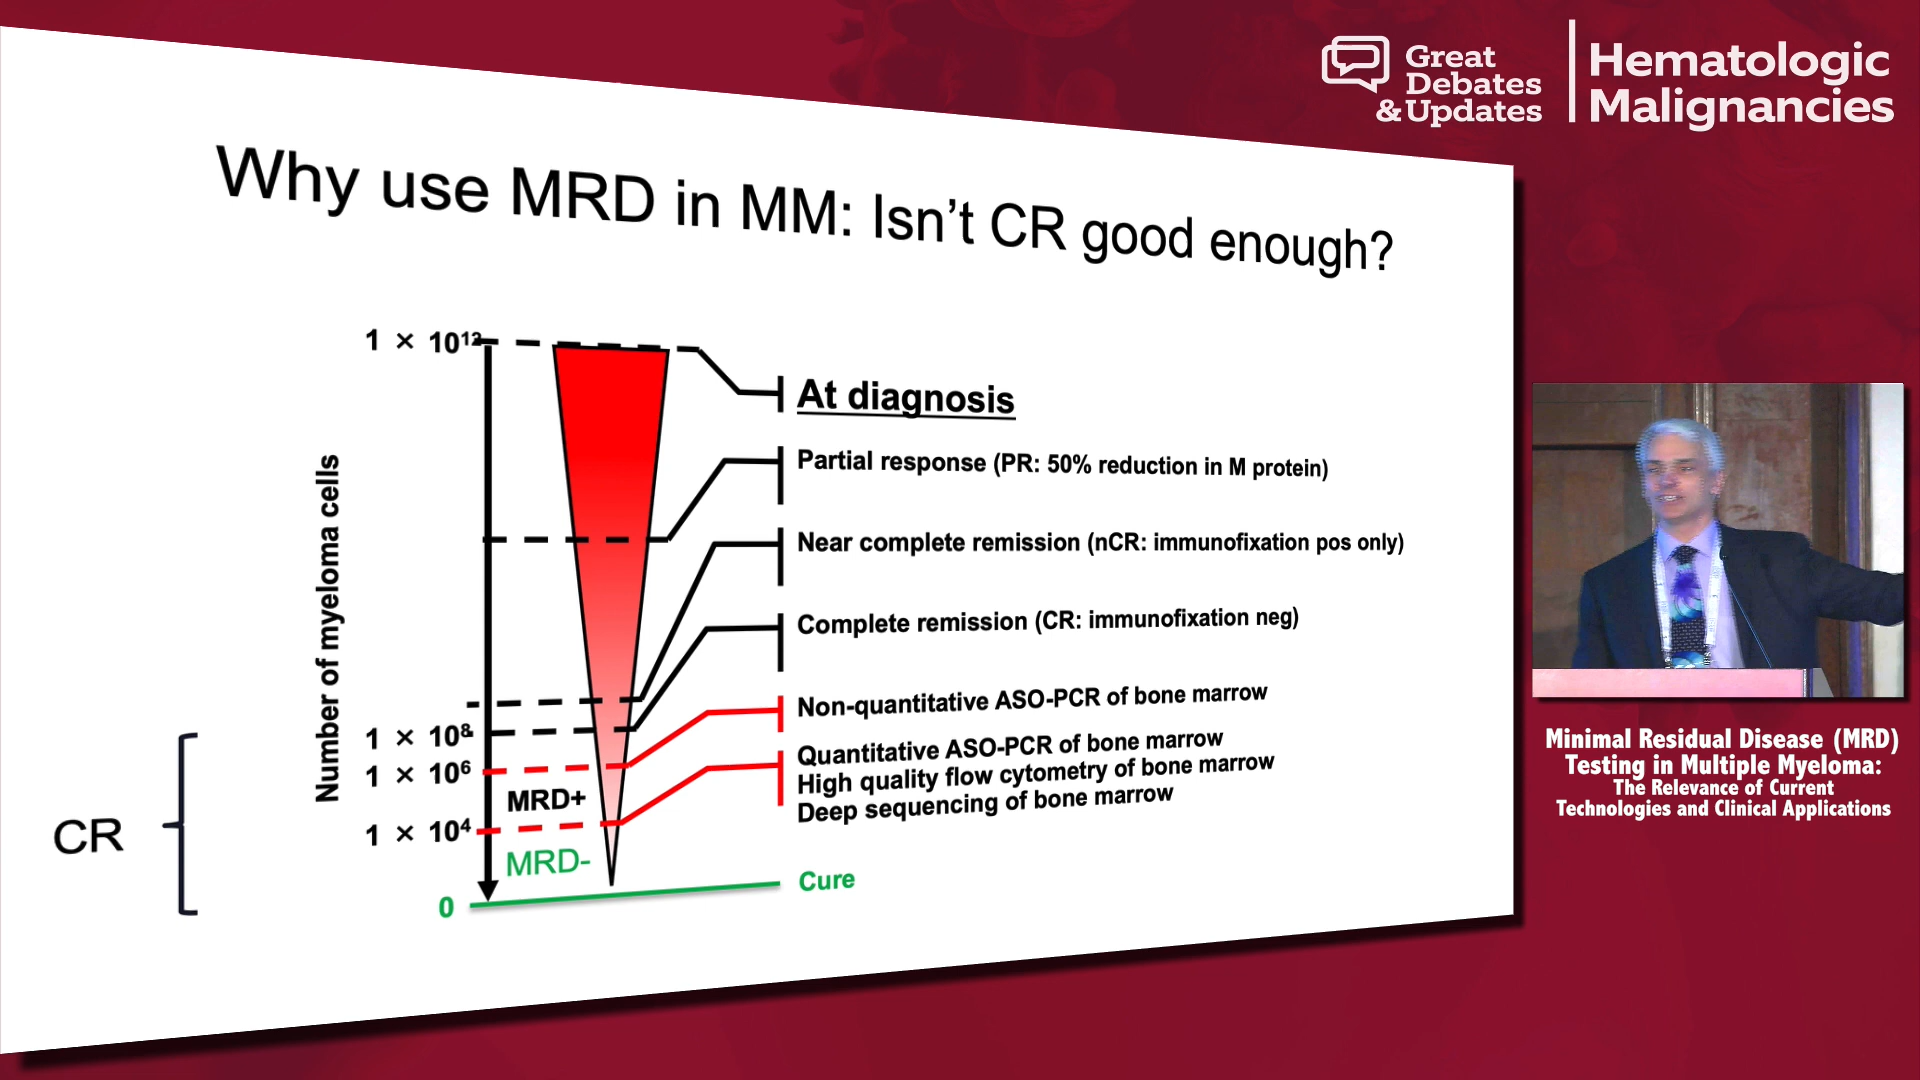 Great
Debates
& Updates
Hematologic
Malignancies
Why use MRD in MM: Isn't CR good enough?
Number of myeloma cells
1 × 10¹²
At diagnosis
Partial response (PR: 50% reduction in M protein)
Near complete remission (nCR: immunofixation pos only)
Complete remission (CR: immunofixation neg)
Non-quantitative ASO-PCR of bone marrow
Quantitative ASO-PCR of bone marrow
High quality flow cytometry of bone marrow
Deep sequencing of bone marrow
1 × 10⁸
1 × 10⁶
MRD+
1 × 10⁴
MRD-
CR
0
Cure
Minimal Residual Disease (MRD)
Testing in Multiple Myeloma:
The Relevance of Current
Technologies and Clinical Applications